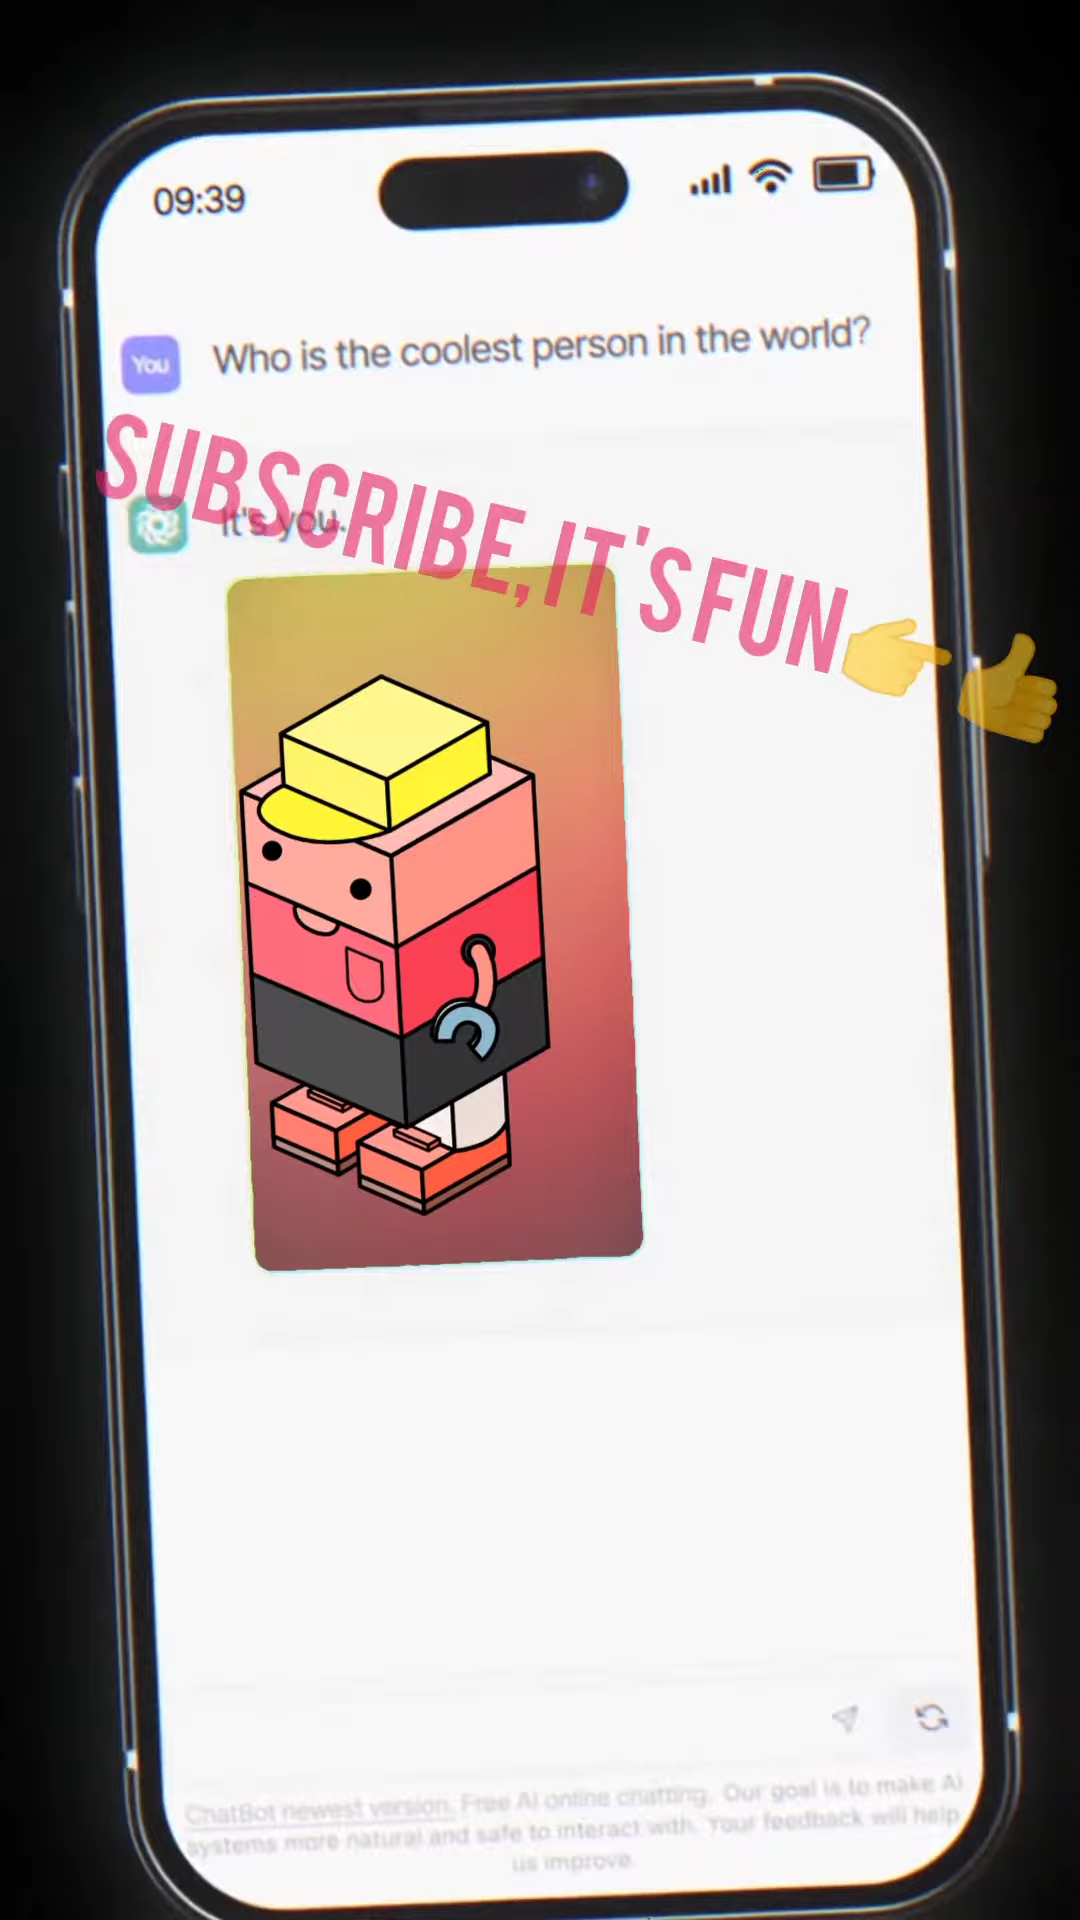 09:39
You
Who is the coolest person in the world?
SUBSCRIBE, IT'S FUN👉👍
It's you.
ChatBot newest version. Free AI online chatting. Our goal is to make AI
systems more natural and safe to interact with. Your feedback will help
us improve.